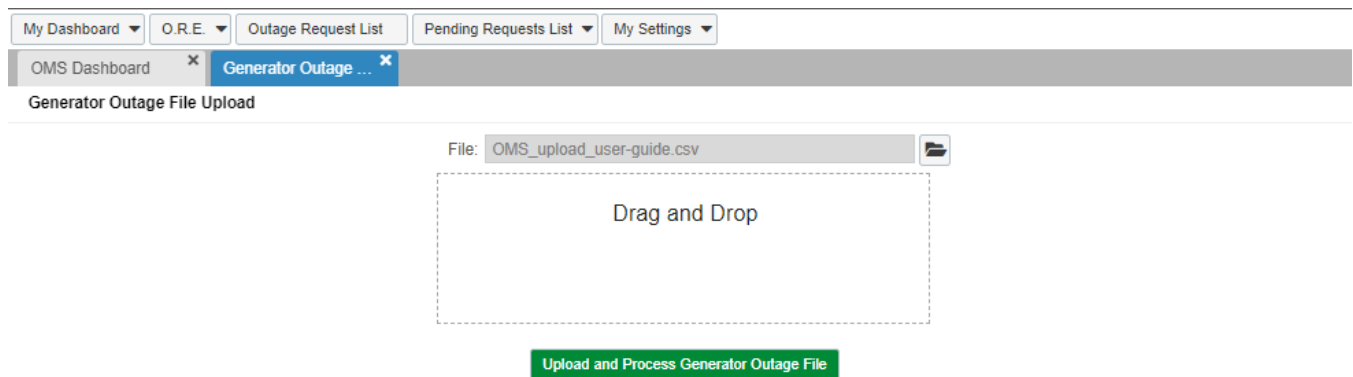 My Dashboard O.R.E. Outage Request List Pending Requests List My Settings
OMS Dashboard Generator Outage ...
Generator Outage File Upload
File: OMS_upload_user-guide.csv
Drag and Drop
Upload and Process Generator Outage File